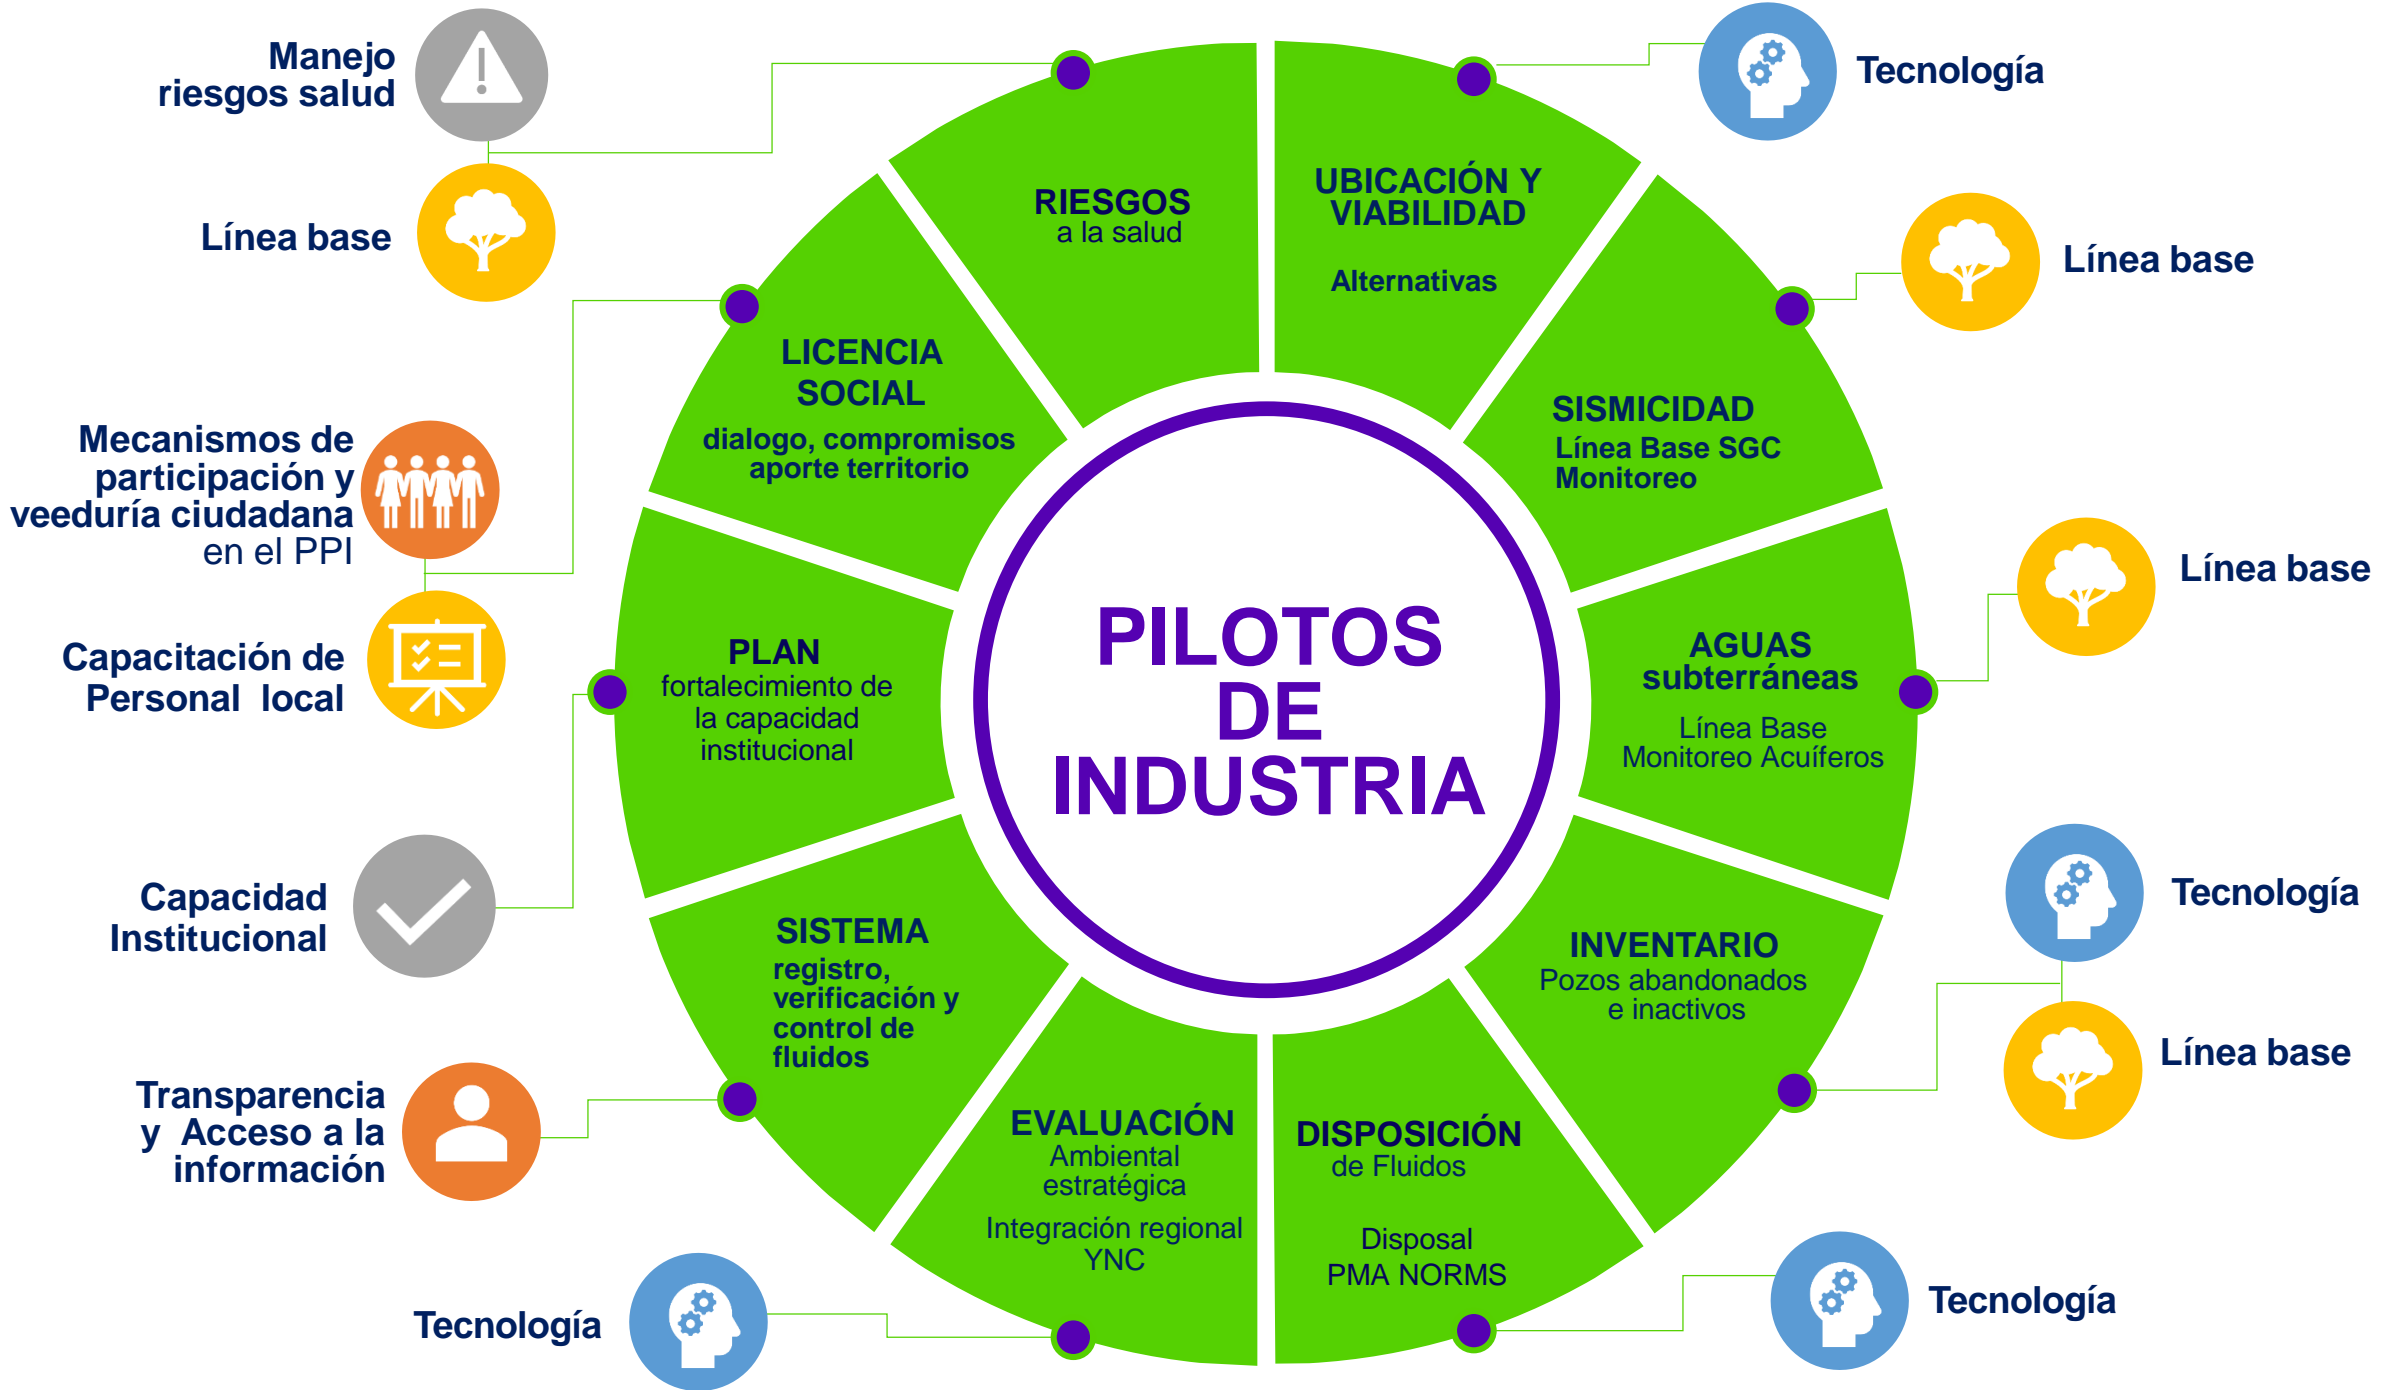 Manejo
riesgos salud
Línea base
Mecanismos de
participación y
veeduría ciudadana
en el PPI
Capacitación de
Personal local
Capacidad
Institucional
Transparencia
y Acceso a la
información
Tecnología
RIESGOS
a la salud
UBICACIÓN Y
VIABILIDAD
Alternativas
SISMICIDAD
Línea Base SGC
Monitoreo
AGUAS
subterráneas
Línea Base
Monitoreo Acuíferos
INVENTARIO
Pozos abandonados
e inactivos
DISPOSICIÓN
de Fluidos
Disposal
PMA NORMS
EVALUACIÓN
Ambiental
estratégica
Integración regional
YNC
SISTEMA
registro,
verificación y
control de
fluidos
PLAN
fortalecimiento de
la capacidad
institucional
LICENCIA
SOCIAL
dialogo, compromisos
aporte territorio
PILOTOS
DE
INDUSTRIA
Tecnología
Línea base
Línea base
Tecnología
Línea base
Tecnología